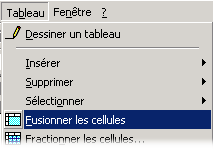 Tableau Fenêtre ?
Dessiner un tableau
Insérer
Supprimer
Sélectionner
Fusionner les cellules
Fractionner les cellules...